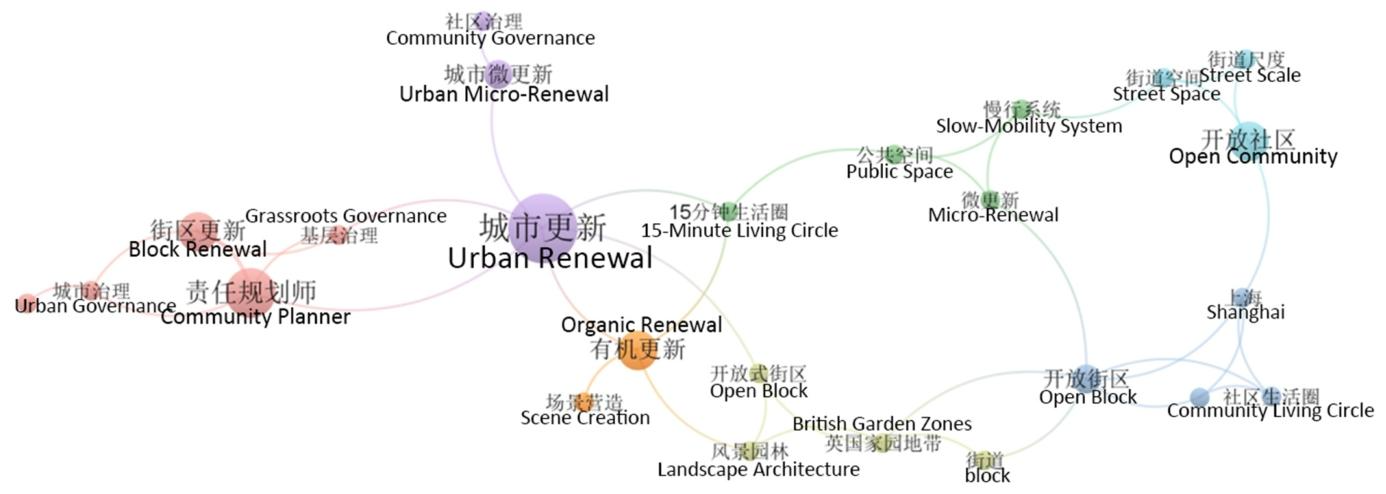 社区治理
Community Governance
城市微更新
Urban Micro-Renewal
街道尺度
Street Scale
街道空间
Street Space
慢行系统
Slow-Mobility System
开放社区
Open Community
公共空间
Public Space
微更新
Micro-Renewal
15分钟生活圈
15-Minute Living Circle
Grassroots Governance
基层治理
街区更新
Block Renewal
城市更新
Urban Renewal
城市治理
Urban Governance
责任规划师
Community Planner
上海
Shanghai
Organic Renewal
有机更新
开放式街区
Open Block
开放街区
Open Block
场景营造
Scene Creation
社区生活圈
Community Living Circle
British Garden Zones
英国家园地带
风景园林
Landscape Architecture
街道
block